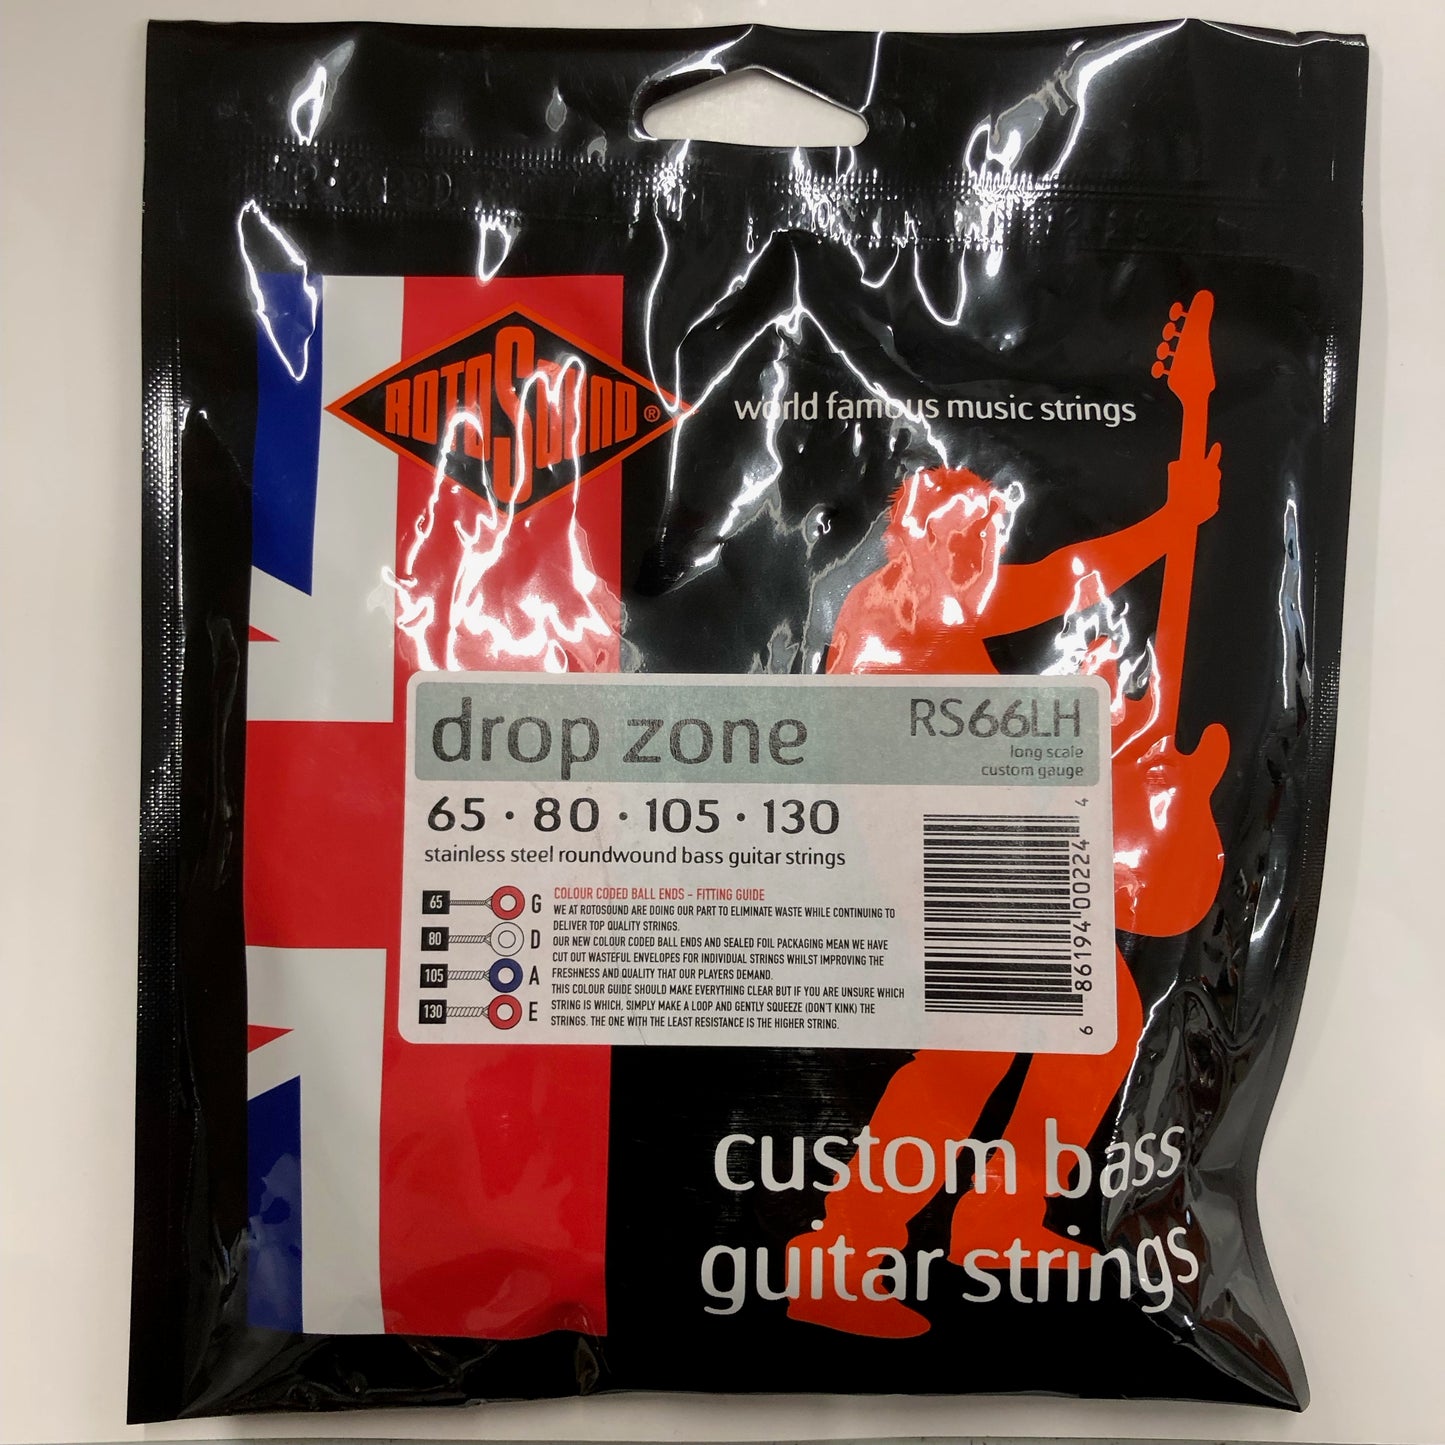 ROTOSOUND®
world famous music strings
drop zone
RS66LH
long scale
custom gauge
65 · 80 · 105 · 130
stainless steel roundwound bass guitar strings
65 G
80 D
105 A
130 E
COLOUR CODED BALL ENDS – FITTING GUIDE
WE AT ROTOSOUND ARE DOING OUR PART TO ELIMINATE WASTE WHILE CONTINUING TO
DELIVER TOP QUALITY STRINGS.
OUR NEW COLOUR CODED BALL ENDS AND SEALED FOIL PACKAGING MEAN WE HAVE
CUT OUT WASTEFUL ENVELOPES FOR INDIVIDUAL STRINGS WHILST IMPROVING THE
FRESHNESS AND QUALITY THAT OUR PLAYERS DEMAND.
THIS COLOUR GUIDE SHOULD MAKE EVERYTHING CLEAR BUT IF YOU ARE UNSURE WHICH
STRING IS WHICH, SIMPLY MAKE A LOOP AND GENTLY SQUEEZE (DON'T KINK) THE
STRINGS. THE ONE WITH THE LEAST RESISTANCE IS THE HIGHER STRING.
6 86194 00224 4
custom bass
guitar strings